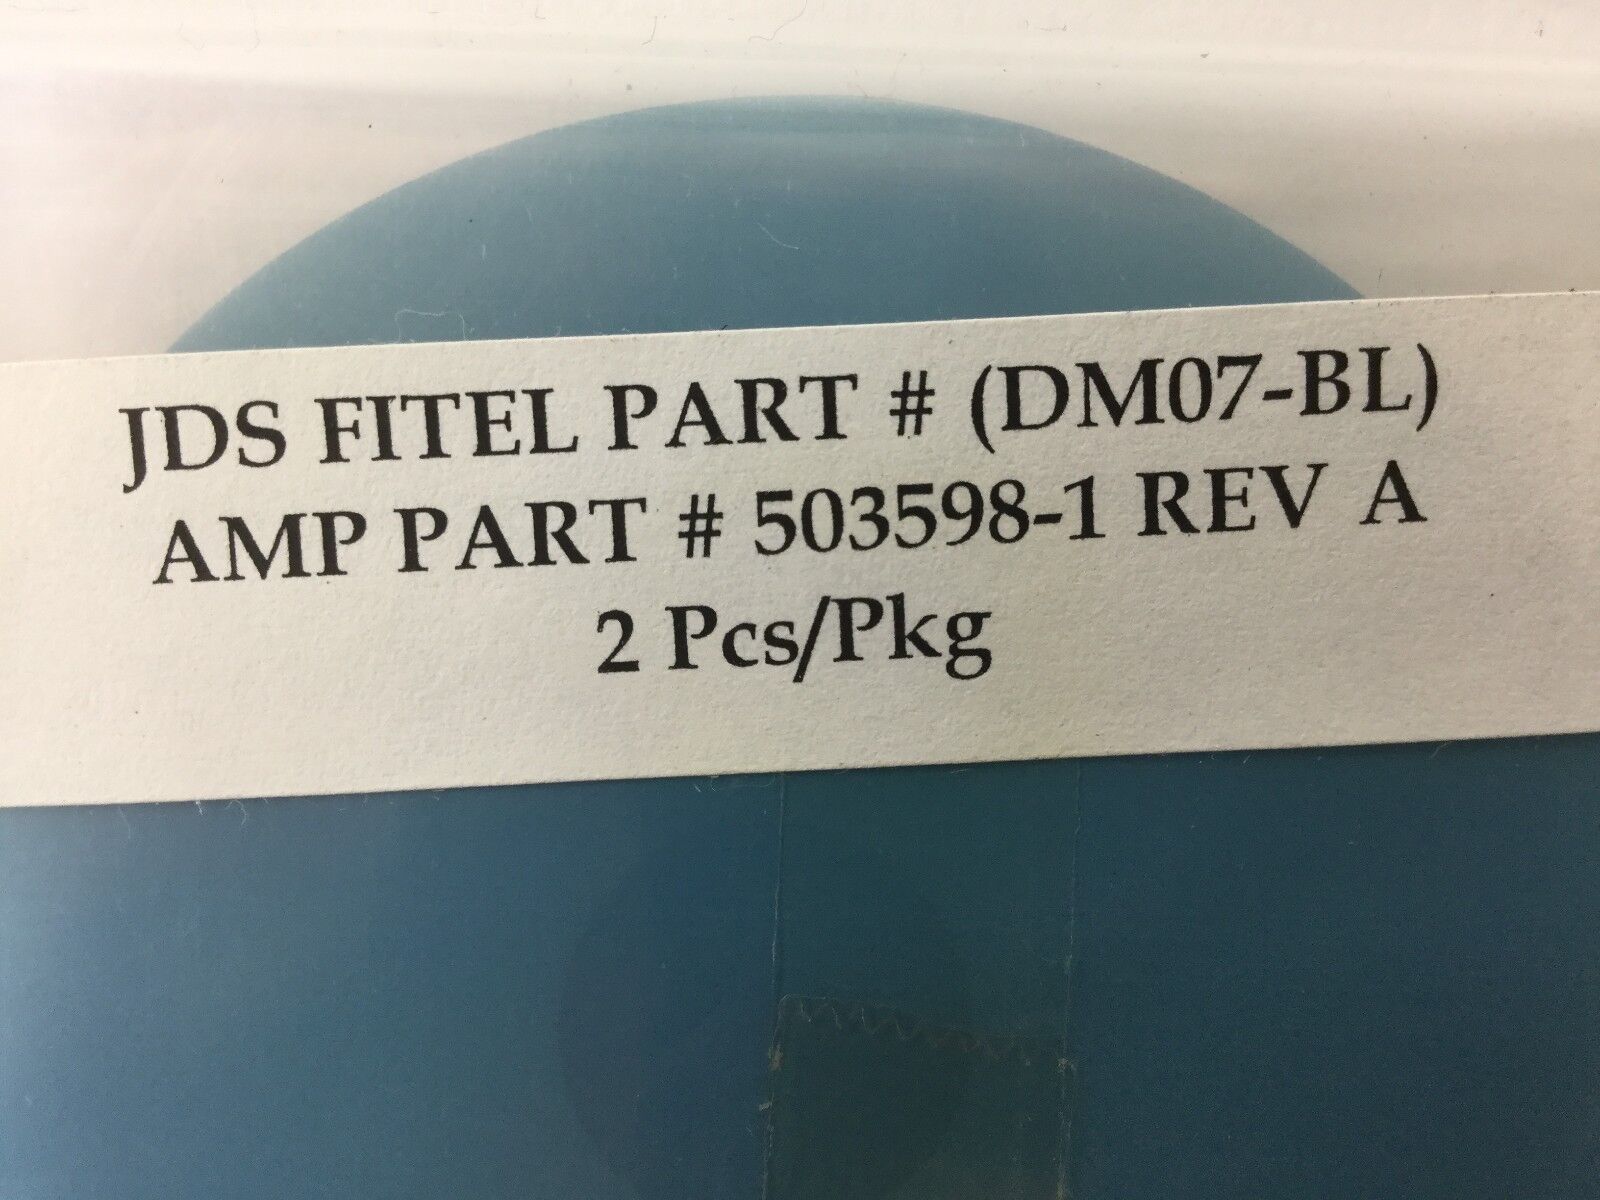 JDS FITEL PART # (DM07-BL)
AMP PART # 503598-1 REV A
2 Pcs/Pkg